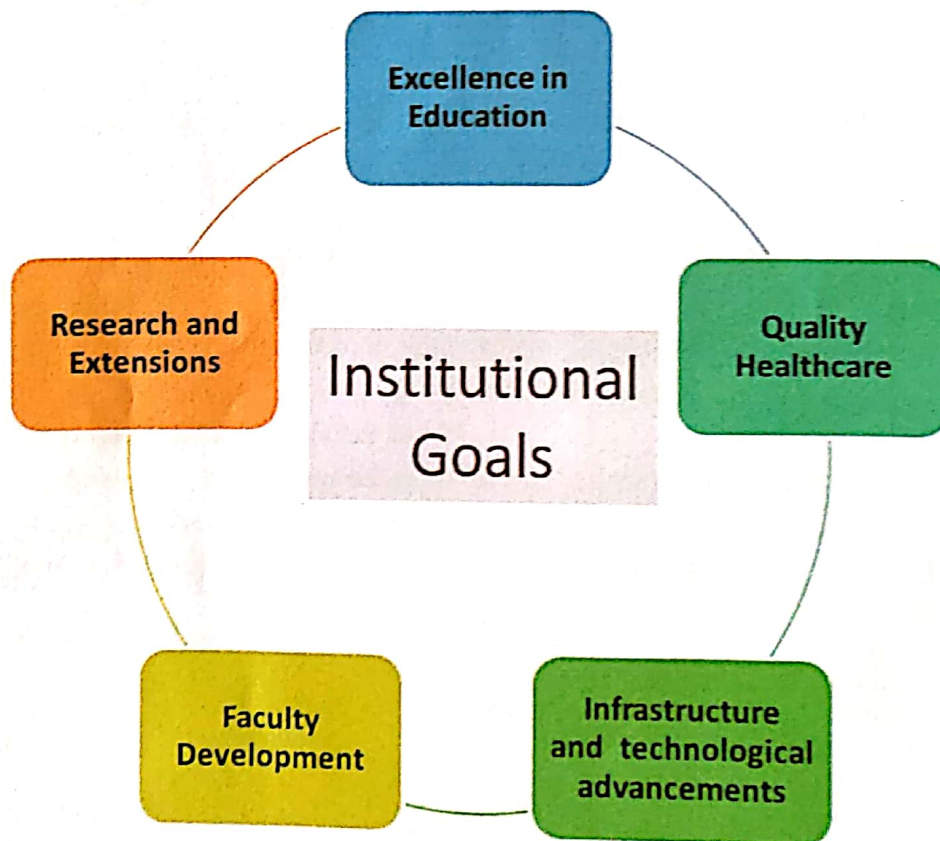 Excellence in
Education
Quality
Healthcare
Infrastructure
and technological
advancements
Faculty
Development
Research and
Extensions
Institutional
Goals